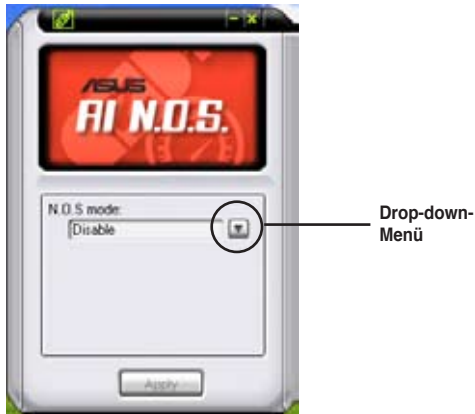 ASUS
AI N.O.S.
N.O.S mode:
Disable
Drop-down-
Menü
Apply